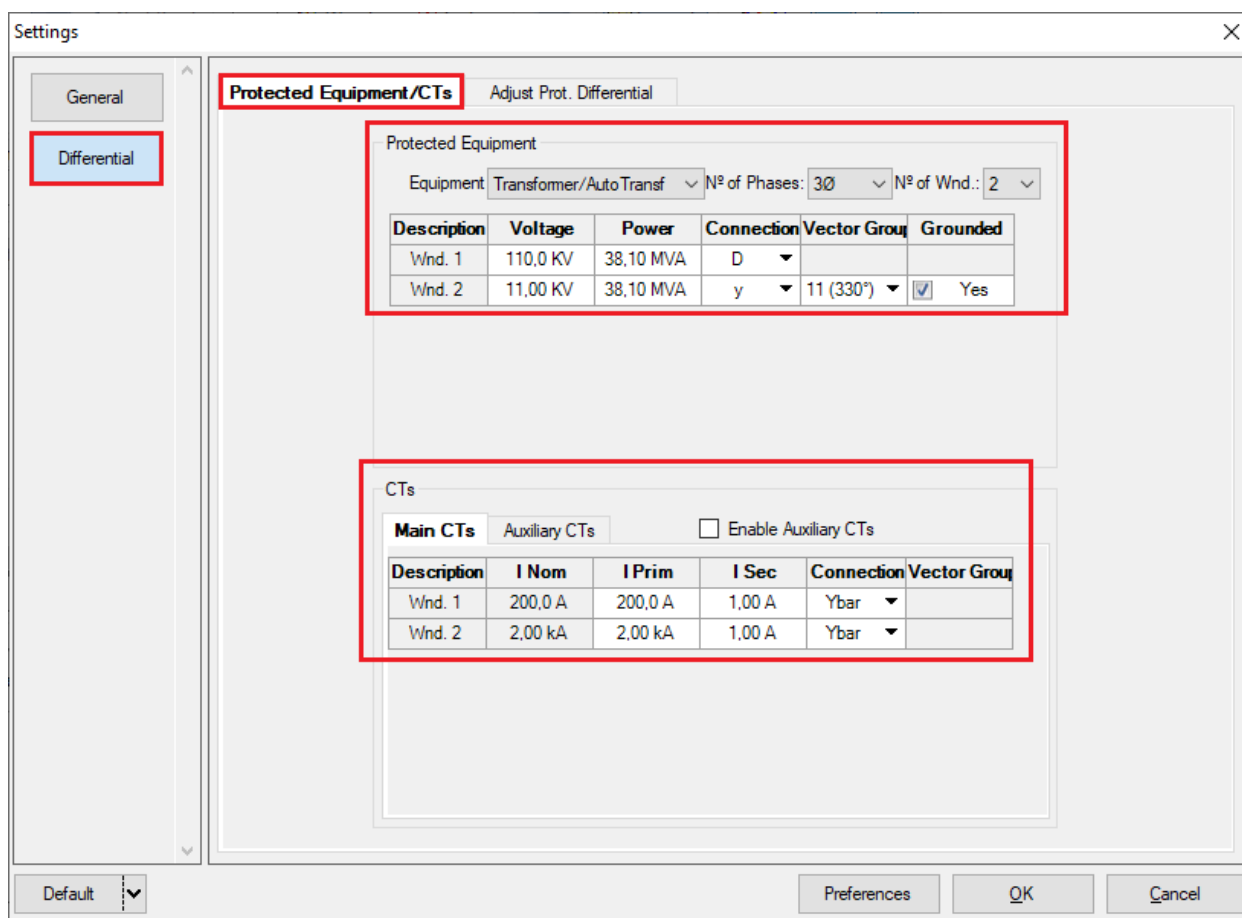 Settings
General
Differential
Protected Equipment/CTs Adjust Prot. Differential
Protected Equipment
Equipment Transformer/AutoTransf Nº of Phases: 3Ø Nº of Wnd.: 2
Description Voltage Power Connection Vector Group Grounded
Wnd. 1 110,0 KV 38,10 MVA D
Wnd. 2 11,00 KV 38,10 MVA y 11 (330°) Yes
CTs
Main CTs Auxiliary CTs Enable Auxiliary CTs
Description I Nom I Prim I Sec Connection Vector Group
Wnd. 1 200,0 A 200,0 A 1,00 A Ybar
Wnd. 2 2,00 kA 2,00 kA 1,00 A Ybar
Default Preferences OK Cancel